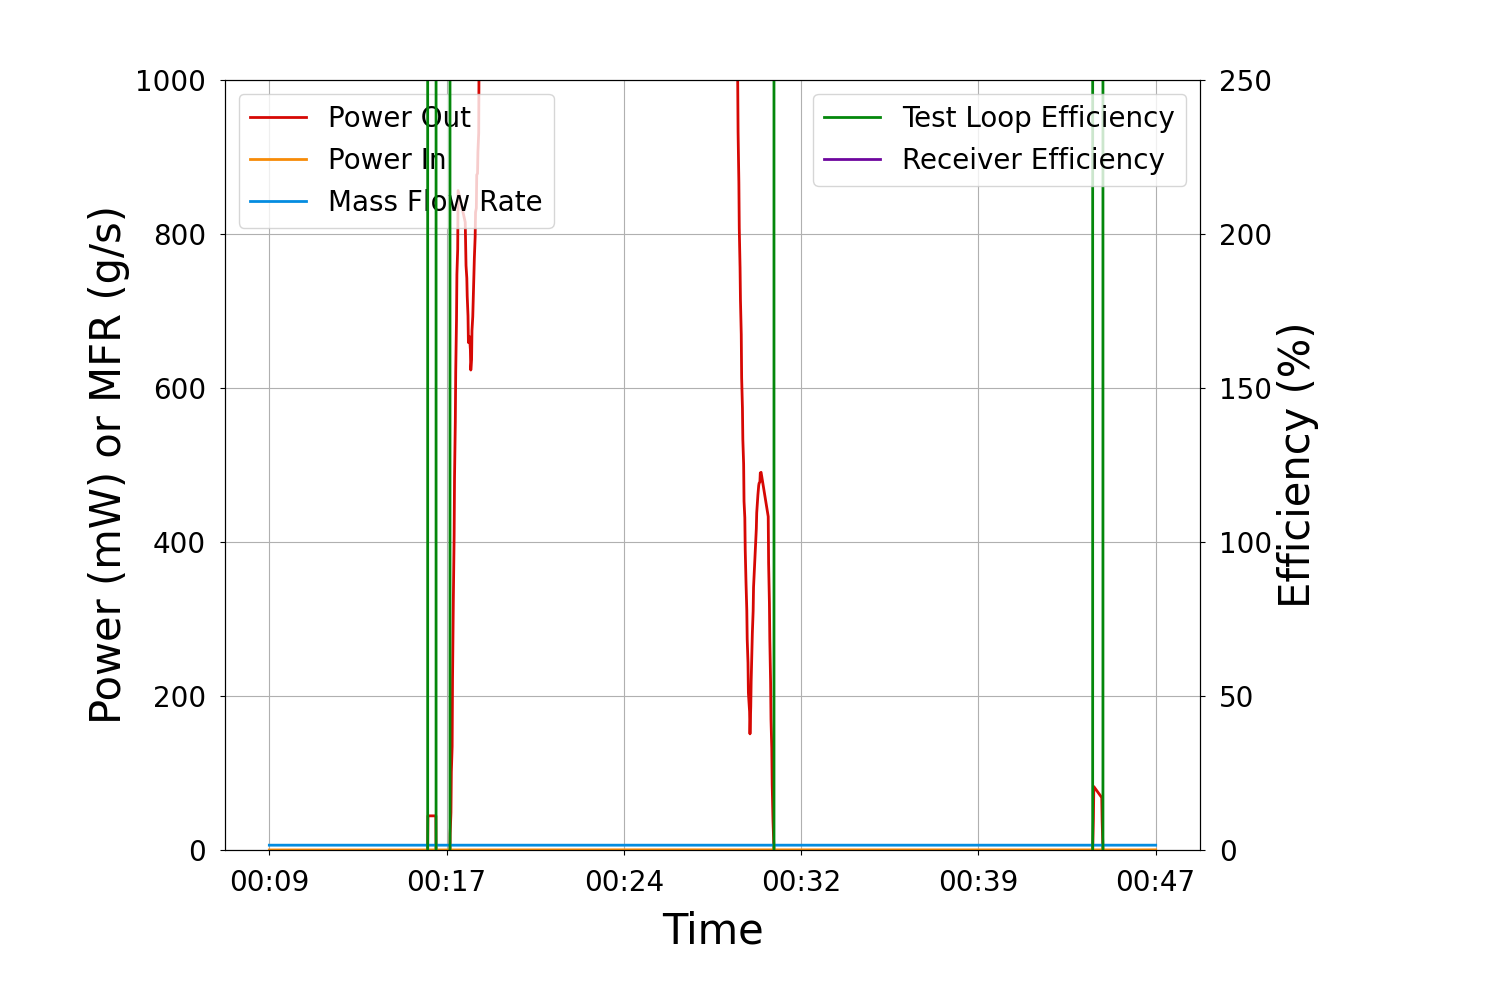 1000
800
600
400
200
0
Power (mW) or MFR (g/s)
Power Out
Power In
Mass Flow Rate
Test Loop Efficiency
Receiver Efficiency
250
200
150
100
50
0
Efficiency (%)
00:09 00:17 00:24 00:32 00:39 00:47
Time